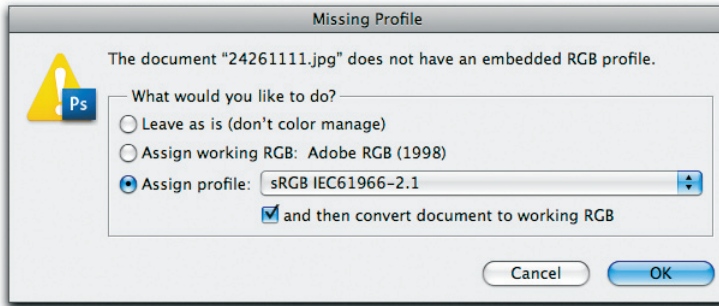 Missing Profile
The document “24261111.jpg” does not have an embedded RGB profile.
Ps
What would you like to do?
Leave as is (don’t color manage)
Assign working RGB: Adobe RGB (1998)
Assign profile: sRGB IEC61966-2.1
and then convert document to working RGB
Cancel OK